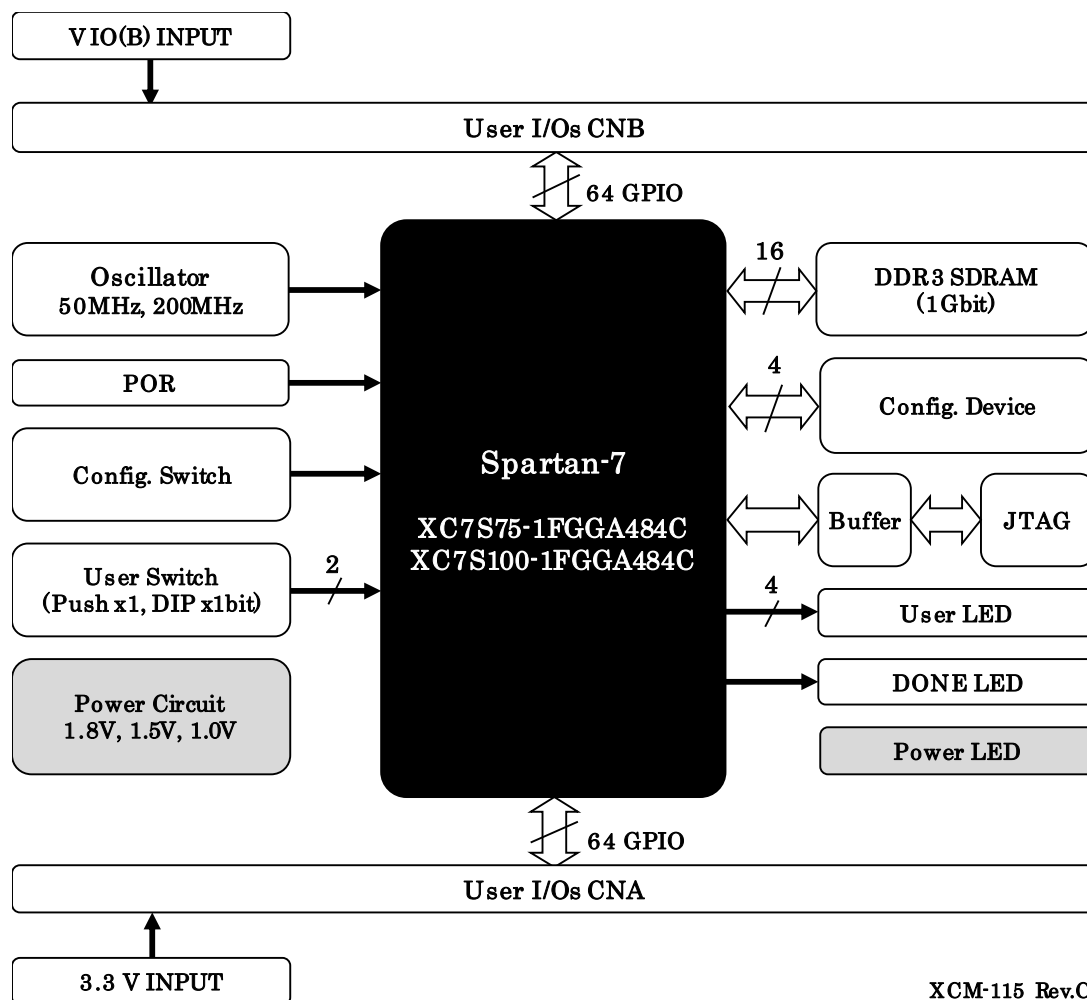 VIO(B) INPUT
User I/Os CNB
64 GPIO
Oscillator
50MHz, 200MHz
POR
Config. Switch
User Switch
(Push x1, DIP x1bit)
2
Power Circuit
1.8V, 1.5V, 1.0V
Spartan-7
XC7S75-1FGGA484C
XC7S100-1FGGA484C
16
DDR3 SDRAM
(1Gbit)
4
Config. Device
Buffer
JTAG
4
User LED
DONE LED
Power LED
64 GPIO
User I/Os CNA
3.3 V INPUT
XCM-115 Rev.C